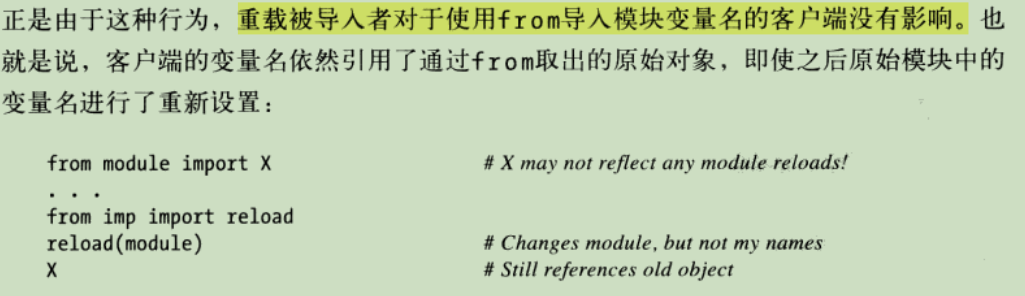 正是由于这种行为，重载被导入者对于使用from导入模块变量名的客户端没有影响。也
就是说，客户端的变量名依然引用了通过from取出的原始对象，即使之后原始模块中的
变量名进行了重新设置：
from module import X # X may not reflect any module reloads!
. . .
from imp import reload
reload(module) # Changes module, but not my names
X # Still references old object